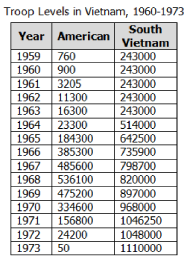 Troop Levels in Vietnam, 1960-1973
Year American South Vietnam
1959 760 243000
1960 900 243000
1961 3205 243000
1962 11300 243000
1963 16300 243000
1964 23300 514000
1965 184300 642500
1966 385300 735900
1967 485600 798700
1968 536100 820000
1969 475200 897000
1970 334600 968000
1971 156800 1046250
1972 24200 1048000
1973 50 1110000